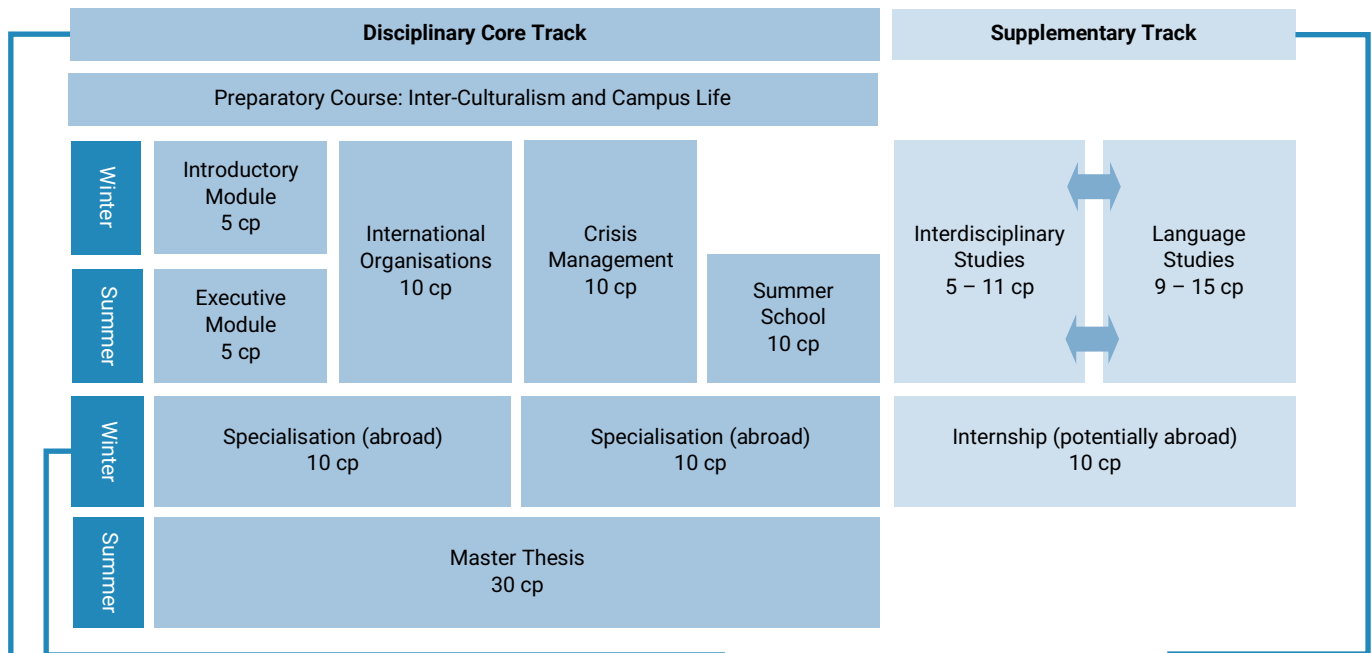 Disciplinary Core Track
Supplementary Track
Preparatory Course: Inter-Culturalism and Campus Life
Winter
Introductory
Module
5 cp
International
Organisations
10 cp
Crisis
Management
10 cp
Interdisciplinary
Studies
5 – 11 cp
Language
Studies
9 – 15 cp
Summer
Executive
Module
5 cp
Summer
School
10 cp
Winter
Specialisation (abroad)
10 cp
Specialisation (abroad)
10 cp
Internship (potentially abroad)
10 cp
Summer
Master Thesis
30 cp